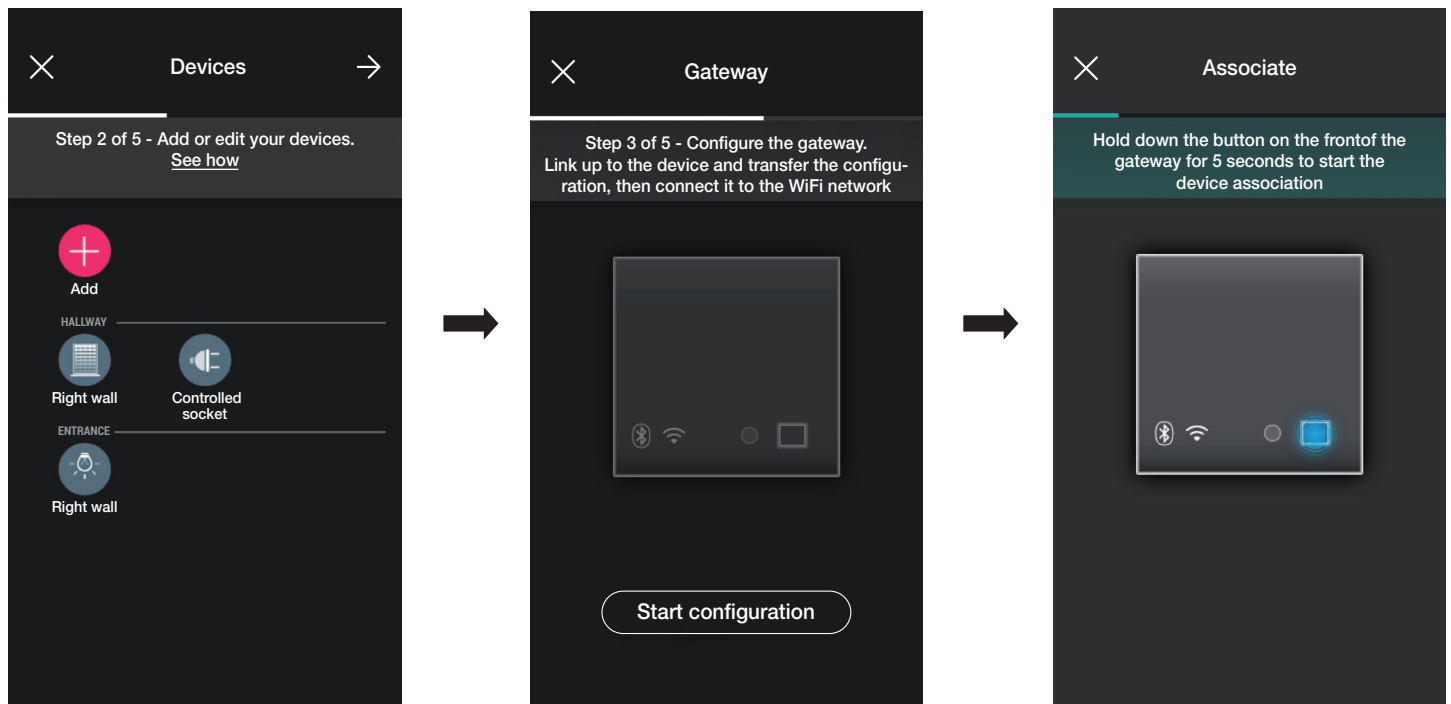 Devices
Step 2 of 5 - Add or edit your devices.
See how
Add
HALLWAY
Right wall
Controlled
socket
ENTRANCE
Right wall
Gateway
Step 3 of 5 - Configure the gateway.
Link up to the device and transfer the configu-
ration, then connect it to the WiFi network
Start configuration
Associate
Hold down the button on the frontof the
gateway for 5 seconds to start the
device association